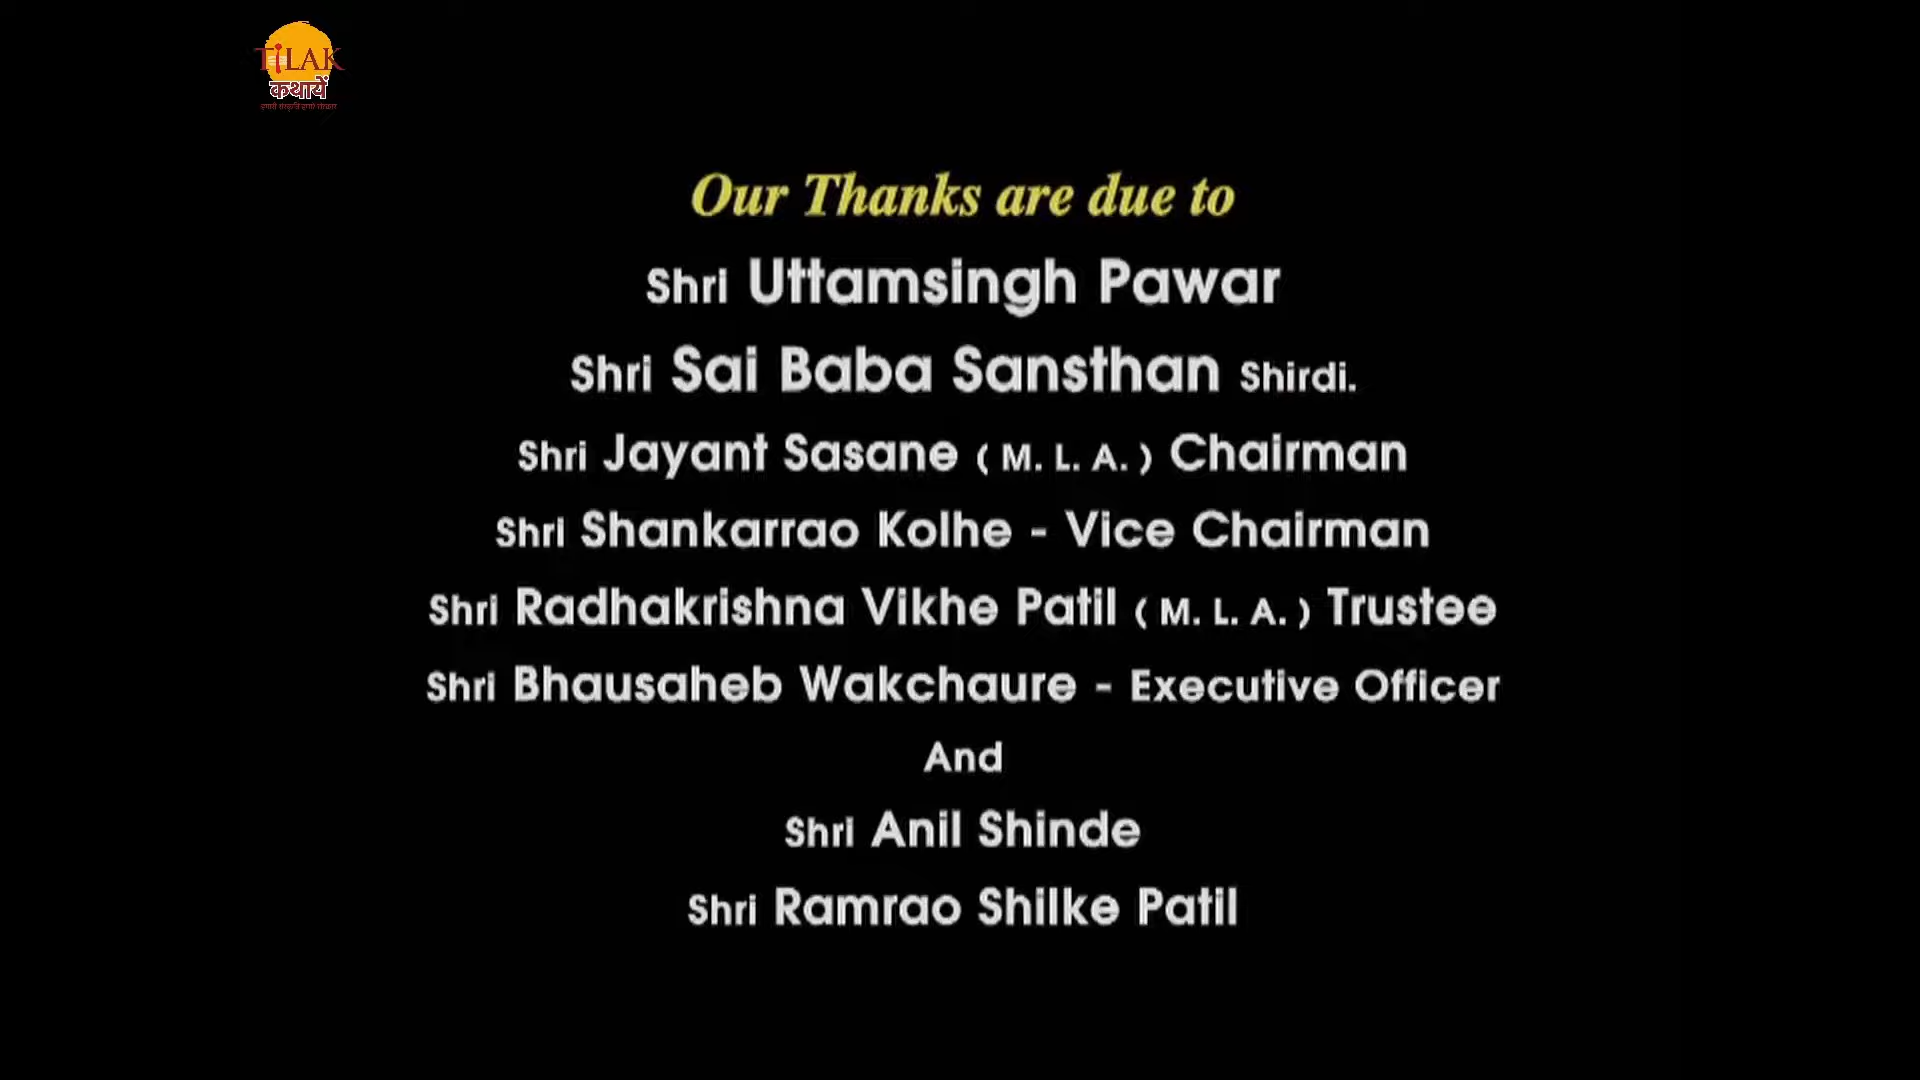 TiLAK
कथायें
हमारी संस्कृति हमारे संस्कार
Our Thanks are due to
Shri Uttamsingh Pawar
Shri Sai Baba Sansthan Shirdi.
Shri Jayant Sasane ( M. L. A. ) Chairman
Shri Shankarrao Kolhe - Vice Chairman
Shri Radhakrishna Vikhe Patil ( M. L. A. ) Trustee
Shri Bhausaheb Wakchaure - Executive Officer
And
Shri Anil Shinde
Shri Ramrao Shilke Patil